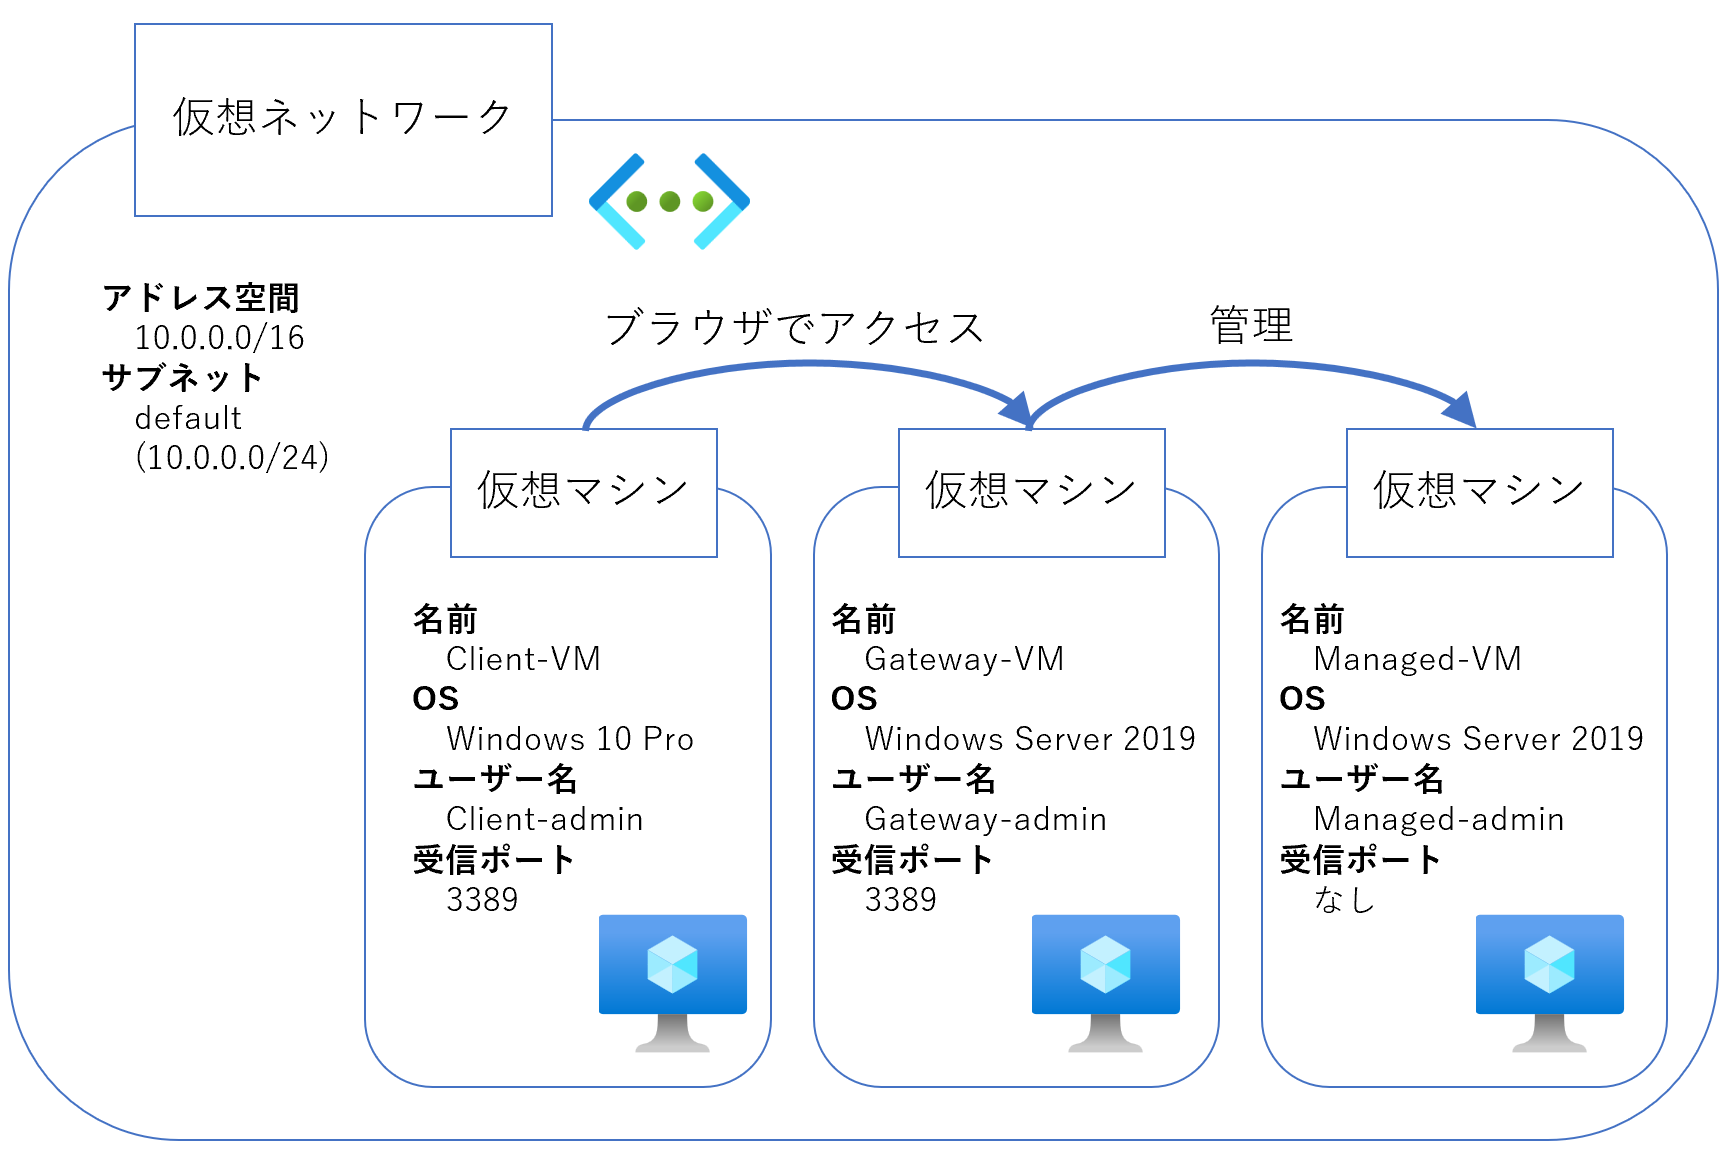 仮想ネットワーク
アドレス空間
10.0.0.0/16
サブネット
default
(10.0.0.0/24)
ブラウザでアクセス
管理
仮想マシン
名前
Client-VM
OS
Windows 10 Pro
ユーザー名
Client-admin
受信ポート
3389
仮想マシン
名前
Gateway-VM
OS
Windows Server 2019
ユーザー名
Gateway-admin
受信ポート
3389
仮想マシン
名前
Managed-VM
OS
Windows Server 2019
ユーザー名
Managed-admin
受信ポート
なし